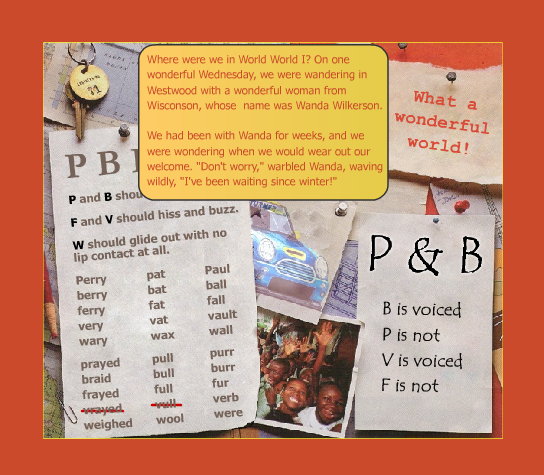 Where were we in World World I? On one
wonderful Wednesday, we were wandering in
Westwood with a wonderful woman from
Wisconson, whose name was Wanda Wilkerson.
We had been with Wanda for weeks, and we
were wondering when we would wear out our
welcome. "Don't worry," warbled Wanda, waving
wildly, "I've been waiting since winter!"
What a
wonderful
world!
11
P B
P and B shou
F and V should hiss and buzz.
W should glide out with no
lip contact at all.
Perry pat Paul
berry bat ball
ferry fat fall
very vat vault
wary wax wall
prayed pull purr
braid bull burr
frayed full fur
vrayed vull verb
weighed wool were
P & B
B is voiced
P is not
V is voiced
F is not